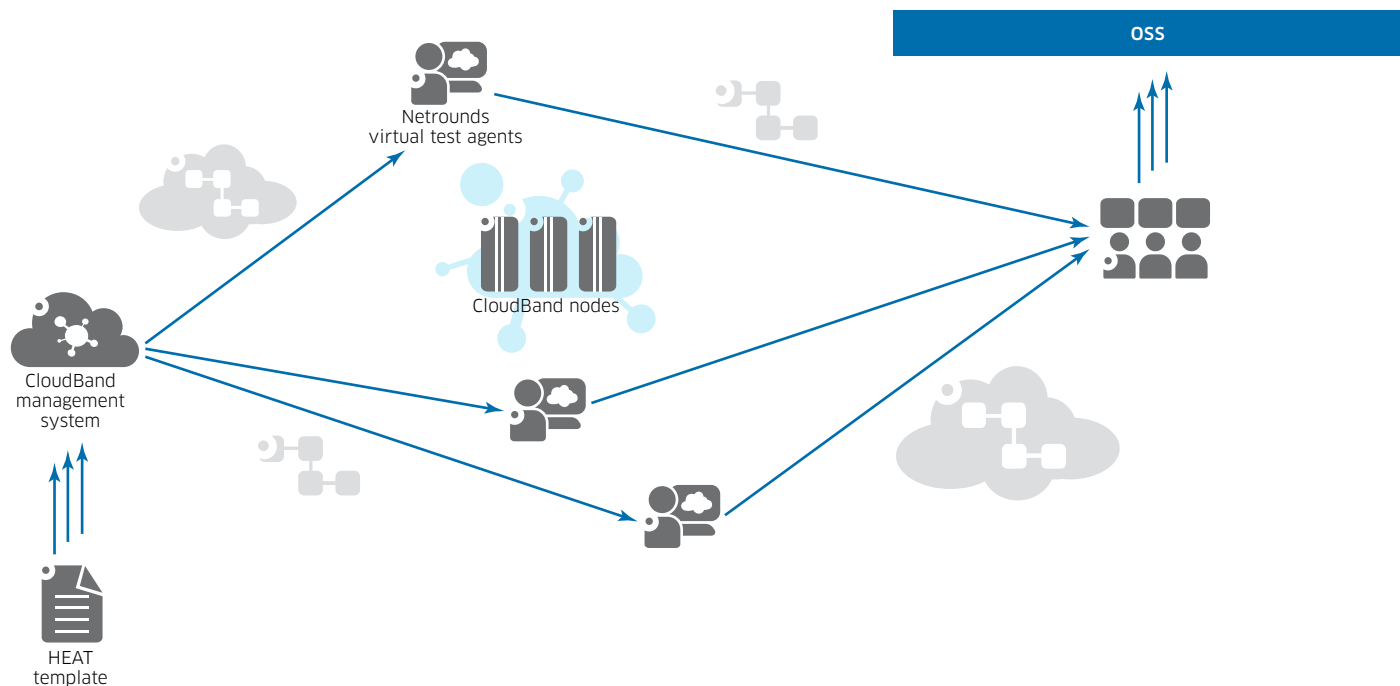 OSS
Netrounds
virtual test agents
CloudBand nodes
CloudBand
management
system
HEAT
template